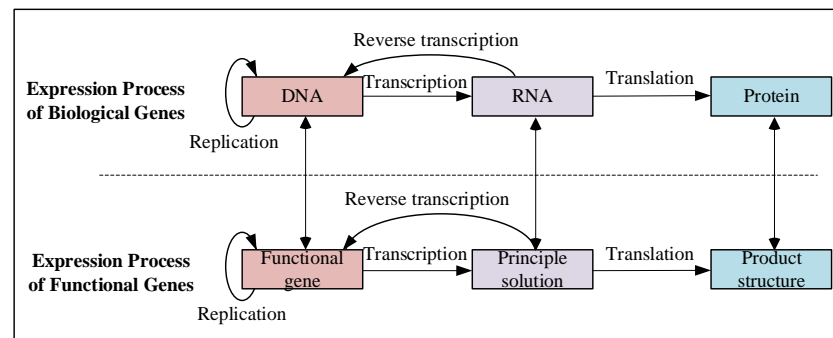 Reverse transcription
Expression Process
of Biological Genes
DNA
Transcription
RNA
Translation
Protein
Replication
Reverse transcription
Expression Process
of Functional Genes
Functional
gene
Transcription
Principle
solution
Translation
Product
structure
Replication